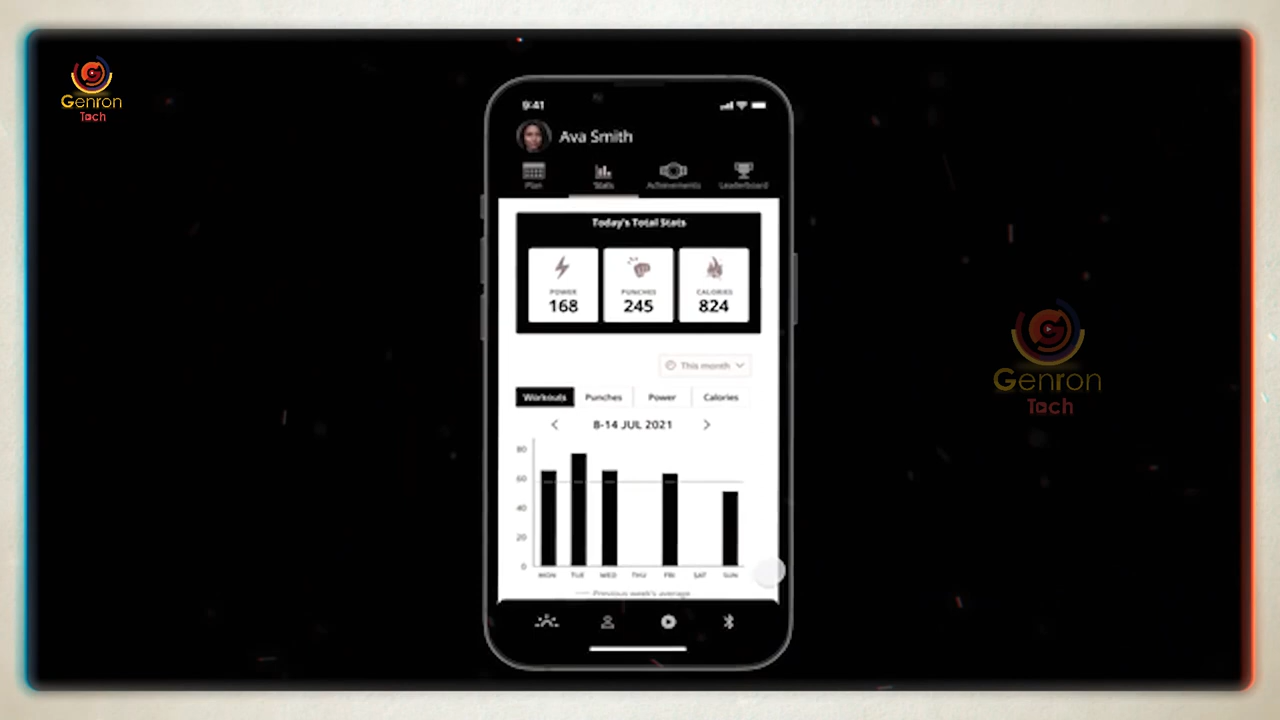 Genron
Tech
9:41
Ava Smith
Plan
Stats
Achievements
Leaderboard
Today's Total Stats
POWER
PUNCHES
CALORIES
168
245
824
This month
Workouts
Punches
Power
Calories
8-14 JUL 2021
80
60
40
20
0
MON
TUE
WED
THU
FRI
SAT
SUN
Previous week's average
Genron
Tech